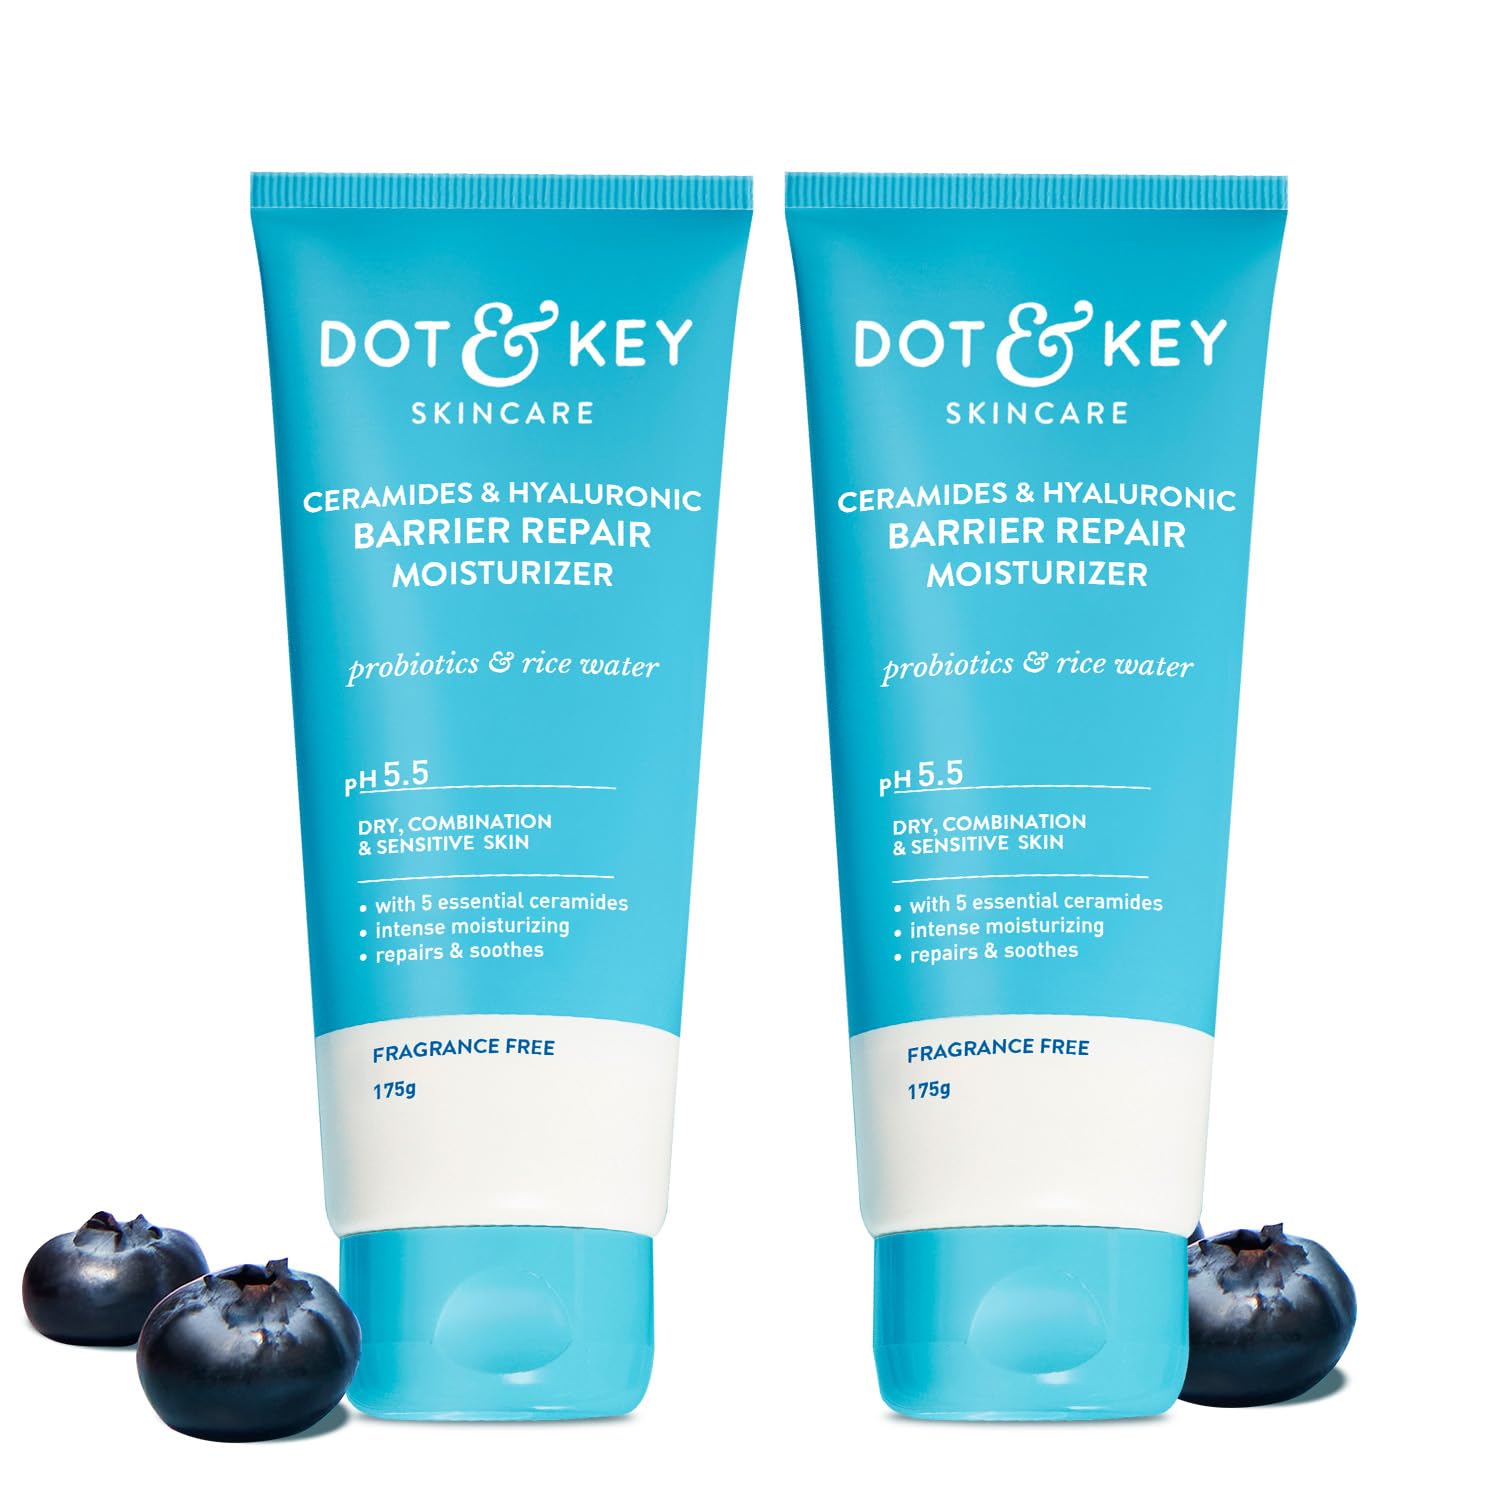 DOT & KEY
SKINCARE
CERAMIDES & HYALURONIC
BARRIER REPAIR
MOISTURIZER
probiotics & rice water
pH 5.5
DRY, COMBINATION
& SENSITIVE SKIN
• with 5 essential ceramides
• intense moisturizing
• repairs & soothes
FRAGRANCE FREE
175g
DOT & KEY
SKINCARE
CERAMIDES & HYALURONIC
BARRIER REPAIR
MOISTURIZER
probiotics & rice water
pH 5.5
DRY, COMBINATION
& SENSITIVE SKIN
• with 5 essential ceramides
• intense moisturizing
• repairs & soothes
FRAGRANCE FREE
175g